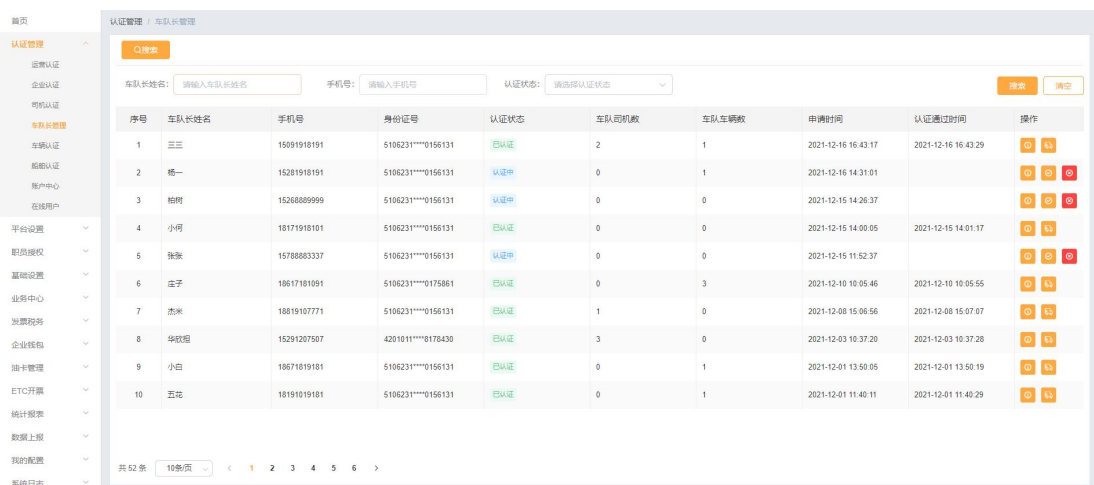 首页
认证管理
运营认证
企业认证
司机认证
车队长管理
车辆认证
船舶认证
账户中心
在线用户
平台设置
职员授权
基础设置
业务中心
发票税务
企业钱包
油卡管理
ETC开票
统计报表
数据上报
我的配置
系统日志
认证管理 / 车队长管理
搜索
车队长姓名: 请输入车队长姓名 手机号: 请输入手机号 认证状态: 请选择认证状态 搜索 清空
序号 车队长姓名 手机号 身份证号 认证状态 车队司机数 车队车辆数 申请时间 认证通过时间 操作
1 三三 15091918191 5106231****0156131 已认证 2 1 2021-12-16 16:43:17 2021-12-16 16:43:29
2 杨一 15281918191 5106231****0156131 认证中 0 1 2021-12-16 14:31:01
3 柏树 15268889999 5106231****0156131 认证中 0 0 2021-12-15 14:26:37
4 小何 18171918101 5106231****0156131 已认证 0 0 2021-12-15 14:00:05 2021-12-15 14:01:17
5 张张 15788883337 5106231****0156131 认证中 0 0 2021-12-15 11:52:37
6 庄子 18617181091 5106231****0175861 已认证 0 3 2021-12-10 10:05:46 2021-12-10 10:05:55
7 杰米 18819107771 5106231****0156131 已认证 1 0 2021-12-08 15:06:56 2021-12-08 15:07:07
8 华欣担 15291207507 4201011****8178430 已认证 3 0 2021-12-03 10:37:20 2021-12-03 10:37:28
9 小白 18671819181 5106231****0156131 已认证 0 1 2021-12-01 13:50:05 2021-12-01 13:50:19
10 五花 18191019181 5106231****0156131 已认证 0 1 2021-12-01 11:40:11 2021-12-01 11:40:29
共 52 条 10条/页 < 1 2 3 4 5 6 >